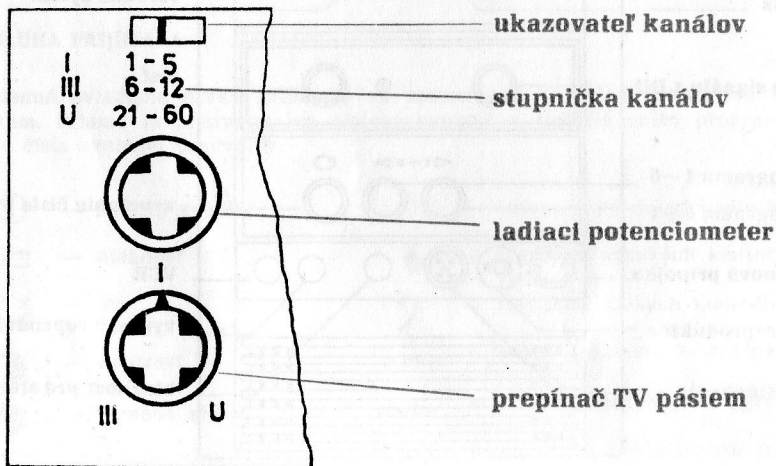 ukazovateľ kanálov
I 1-5
III 6-12
U 21-60
stupnička kanálov
ladiaci potenciometer
I
III U
prepínač TV pásiem